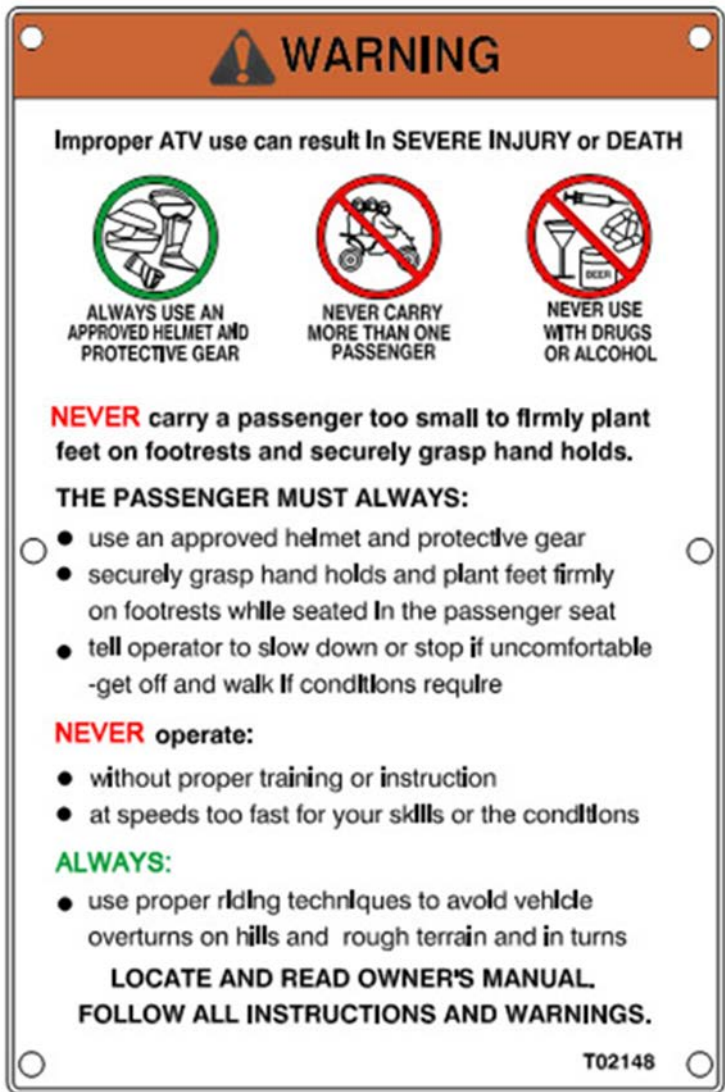 WARNING
Improper ATV use can result in SEVERE INJURY or DEATH
ALWAYS USE AN
APPROVED HELMET AND
PROTECTIVE GEAR
NEVER CARRY
MORE THAN ONE
PASSENGER
BEER
NEVER USE
WITH DRUGS
OR ALCOHOL
NEVER carry a passenger too small to firmly plant
feet on footrests and securely grasp hand holds.
THE PASSENGER MUST ALWAYS:
● use an approved helmet and protective gear
● securely grasp hand holds and plant feet firmly
on footrests while seated in the passenger seat
● tell operator to slow down or stop if uncomfortable
-get off and walk if conditions require
NEVER operate:
● without proper training or instruction
● at speeds too fast for your skills or the conditions
ALWAYS:
● use proper riding techniques to avoid vehicle
overturns on hills and rough terrain and in turns
LOCATE AND READ OWNER'S MANUAL.
FOLLOW ALL INSTRUCTIONS AND WARNINGS.
T02148